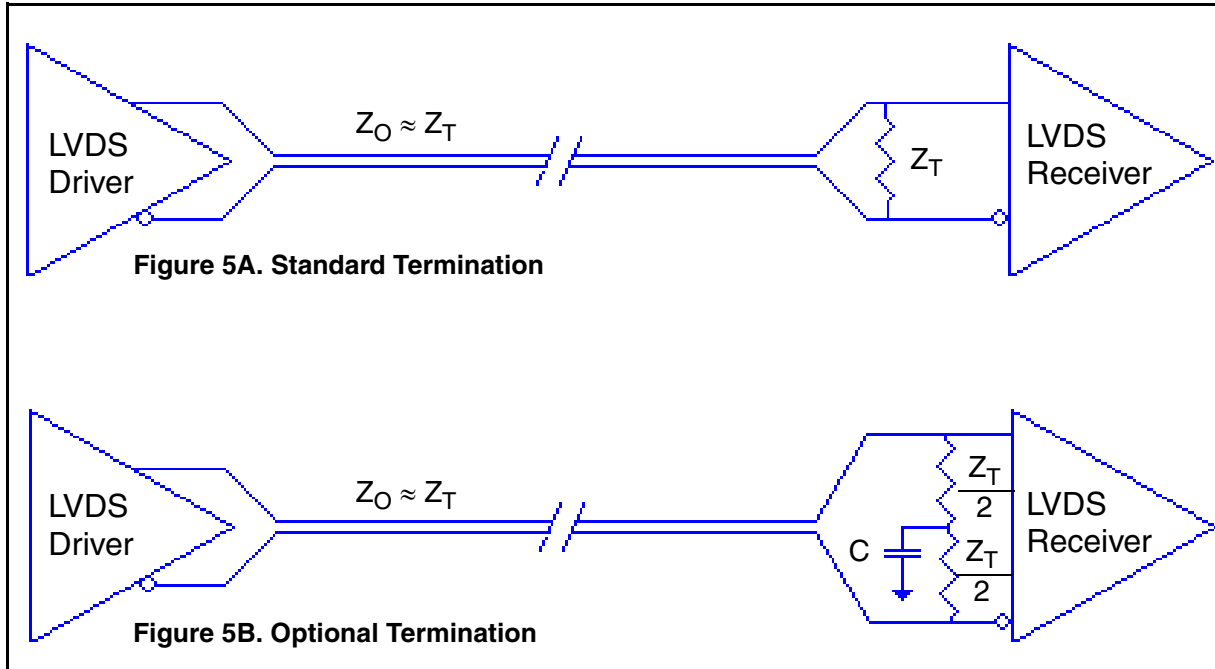 LVDS
Driver
Z_O ≈ Z_T
Z_T
LVDS
Receiver
Figure 5A. Standard Termination
LVDS
Driver
Z_O ≈ Z_T
C
Z_T
2
Z_T
2
LVDS
Receiver
Figure 5B. Optional Termination